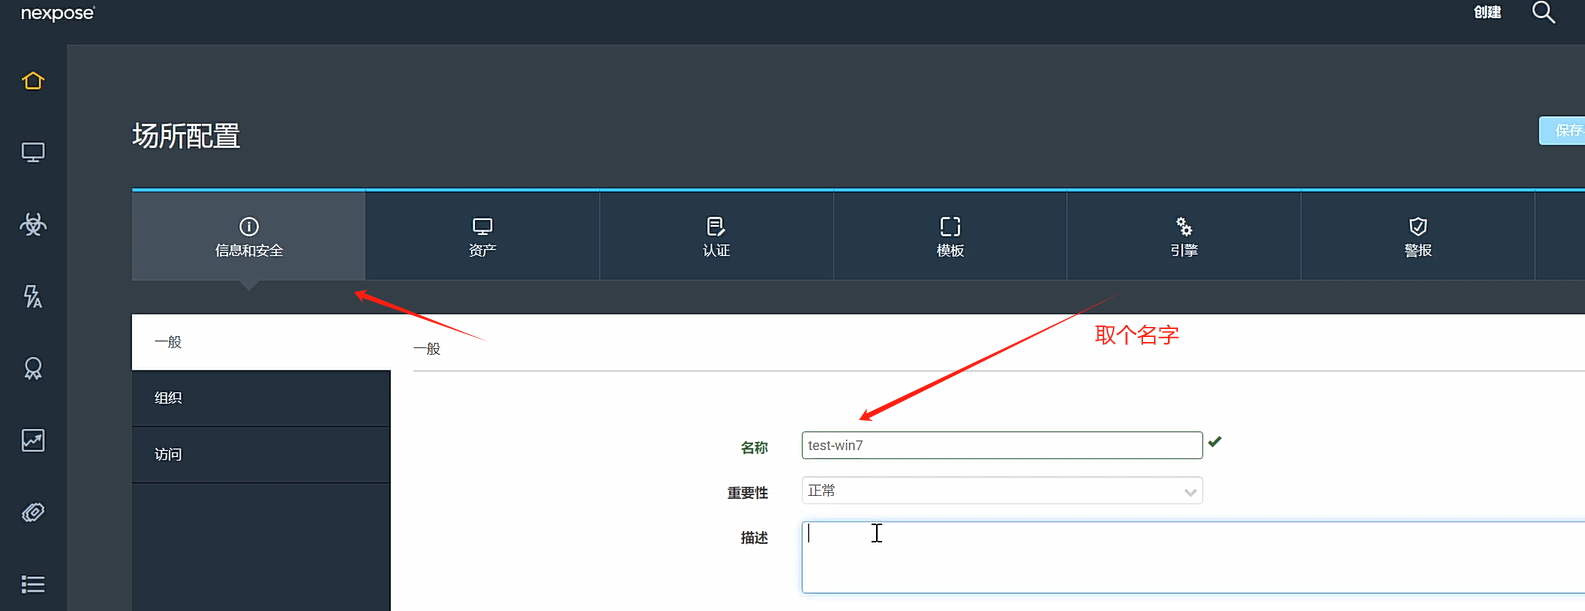 nexpose
创建
场所配置
保存
信息和安全
资产
认证
模板
引擎
警报
取个名字
一般
一般
组织
访问
名称 test-win7
重要性 正常
描述